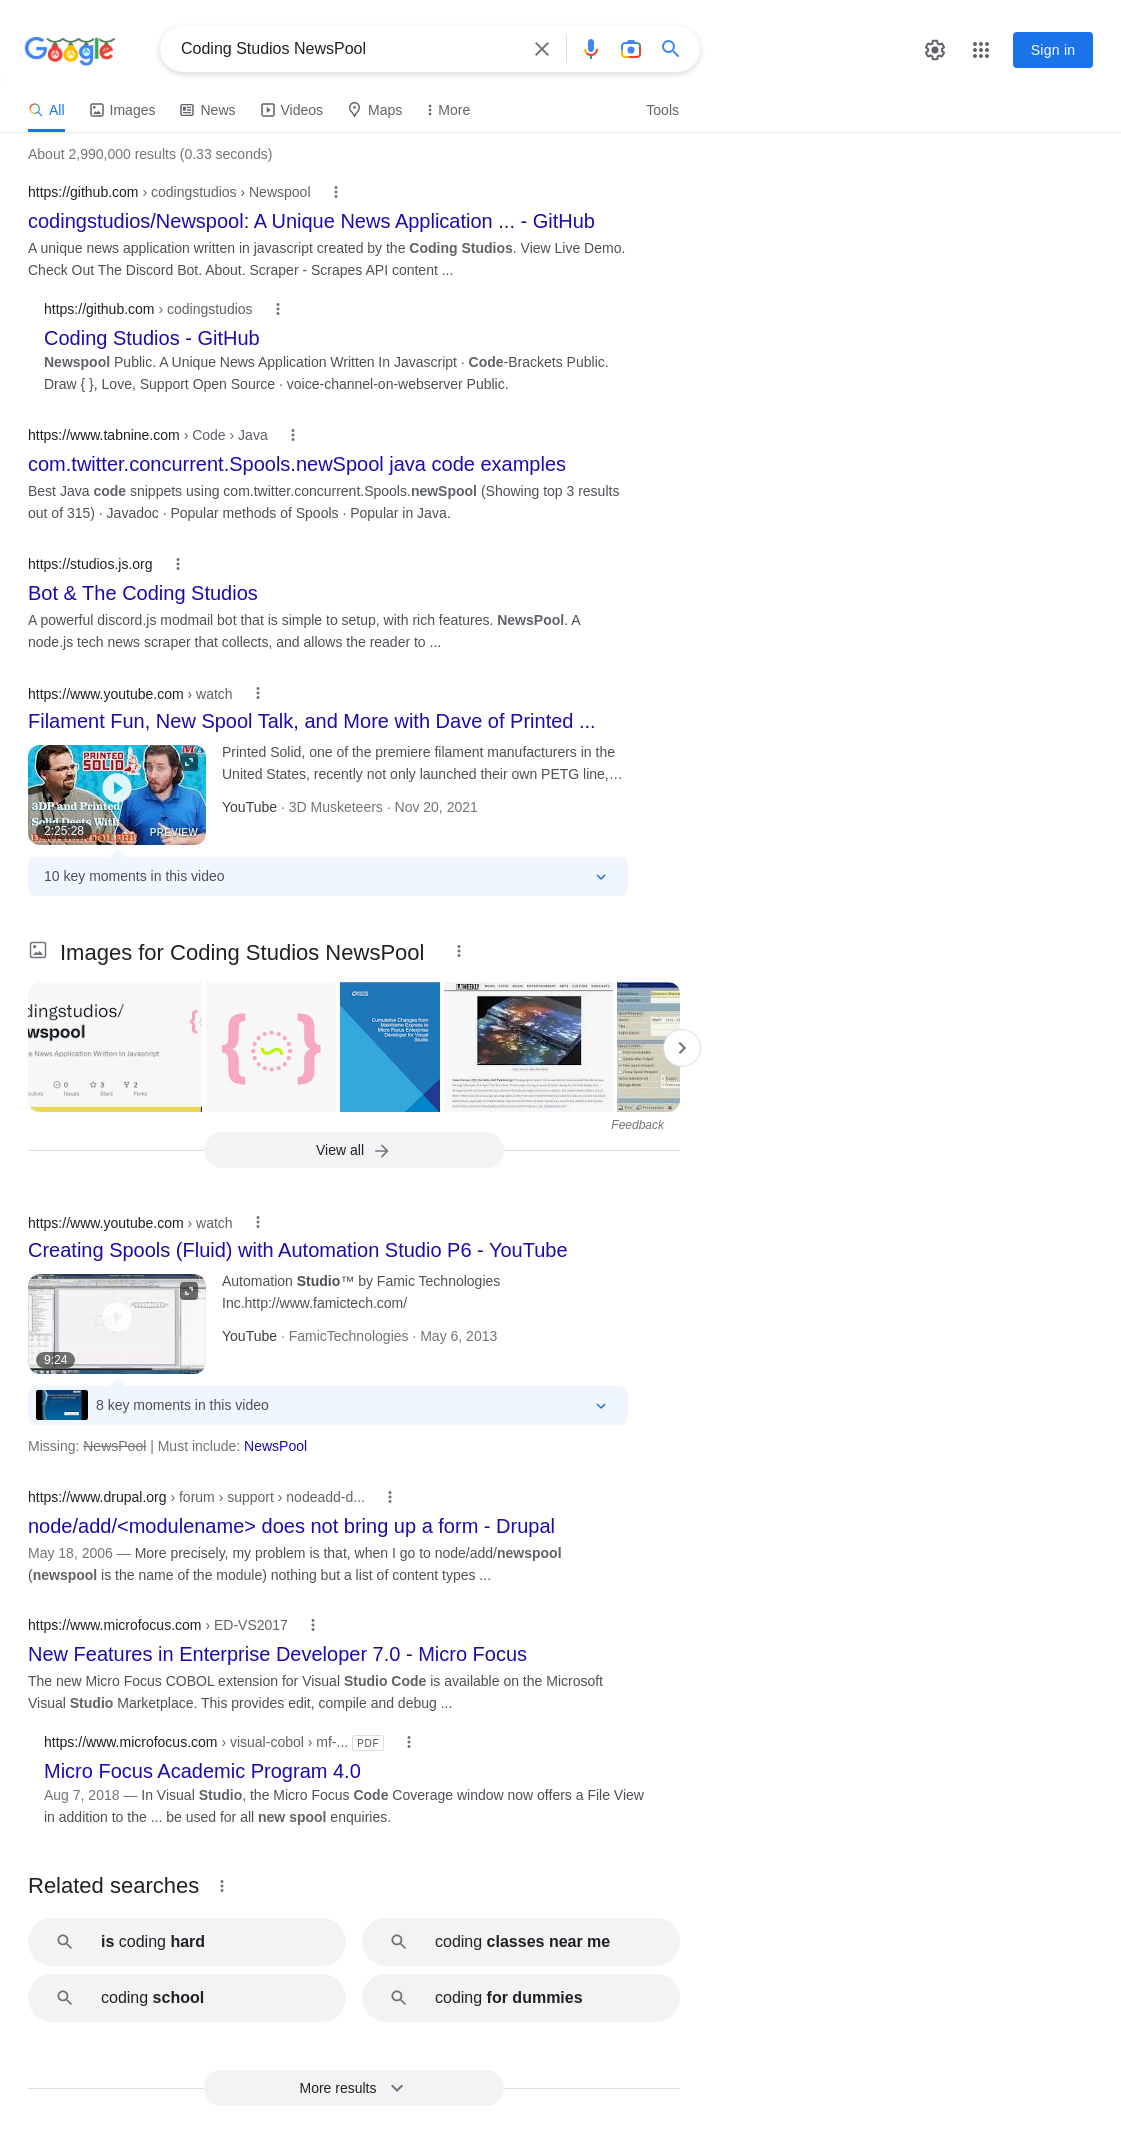 Google
Coding Studios NewsPool
Sign in
All
Images
News
Videos
Maps
More
Tools
About 2,990,000 results (0.33 seconds)
https://github.com › codingstudios › Newspool
codingstudios/Newspool: A Unique News Application ... - GitHub
A unique news application written in javascript created by the Coding Studios. View Live Demo.
Check Out The Discord Bot. About. Scraper - Scrapes API content ...
https://github.com › codingstudios
Coding Studios - GitHub
Newspool Public. A Unique News Application Written In Javascript · Code-Brackets Public.
Draw { }, Love, Support Open Source · voice-channel-on-webserver Public.
https://www.tabnine.com › Code › Java
com.twitter.concurrent.Spools.newSpool java code examples
Best Java code snippets using com.twitter.concurrent.Spools.newSpool (Showing top 3 results
out of 315) · Javadoc · Popular methods of Spools · Popular in Java.
https://studios.js.org
Bot & The Coding Studios
A powerful discord.js modmail bot that is simple to setup, with rich features. NewsPool. A
node.js tech news scraper that collects, and allows the reader to ...
https://www.youtube.com › watch
Filament Fun, New Spool Talk, and More with Dave of Printed ...
PRINTED
SOLID
3DP and Printed
Solid Deets With
2:25:28
PREVIEW
Printed Solid, one of the premiere filament manufacturers in the
United States, recently not only launched their own PETG line,...
YouTube · 3D Musketeers · Nov 20, 2021
10 key moments in this video
Images for Coding Studios NewsPool
dingstudios/
wspool
e News Application Written In Javascript
0
3
2
butors
Issues
Stars
Forks
{ }
Cumulative Changes from
Mainframe Express to
Micro Focus Enterprise
Developer for Visual
Studio
WEEKLY
NEWS FOOD MUSIC ENTERTAINMENT ARTS CULTURE PODCASTS
Feedback
View all
https://www.youtube.com › watch
Creating Spools (Fluid) with Automation Studio P6 - YouTube
9:24
Automation Studio™ by Famic Technologies
Inc.http://www.famictech.com/
YouTube · FamicTechnologies · May 6, 2013
8 key moments in this video
Missing: NewsPool | Must include: NewsPool
https://www.drupal.org › forum › support › nodeadd-d...
node/add/<modulename> does not bring up a form - Drupal
May 18, 2006 — More precisely, my problem is that, when I go to node/add/newspool
(newspool is the name of the module) nothing but a list of content types ...
https://www.microfocus.com › ED-VS2017
New Features in Enterprise Developer 7.0 - Micro Focus
The new Micro Focus COBOL extension for Visual Studio Code is available on the Microsoft
Visual Studio Marketplace. This provides edit, compile and debug ...
https://www.microfocus.com › visual-cobol › mf-... PDF
Micro Focus Academic Program 4.0
Aug 7, 2018 — In Visual Studio, the Micro Focus Code Coverage window now offers a File View
in addition to the ... be used for all new spool enquiries.
Related searches
is coding hard
coding classes near me
coding school
coding for dummies
More results